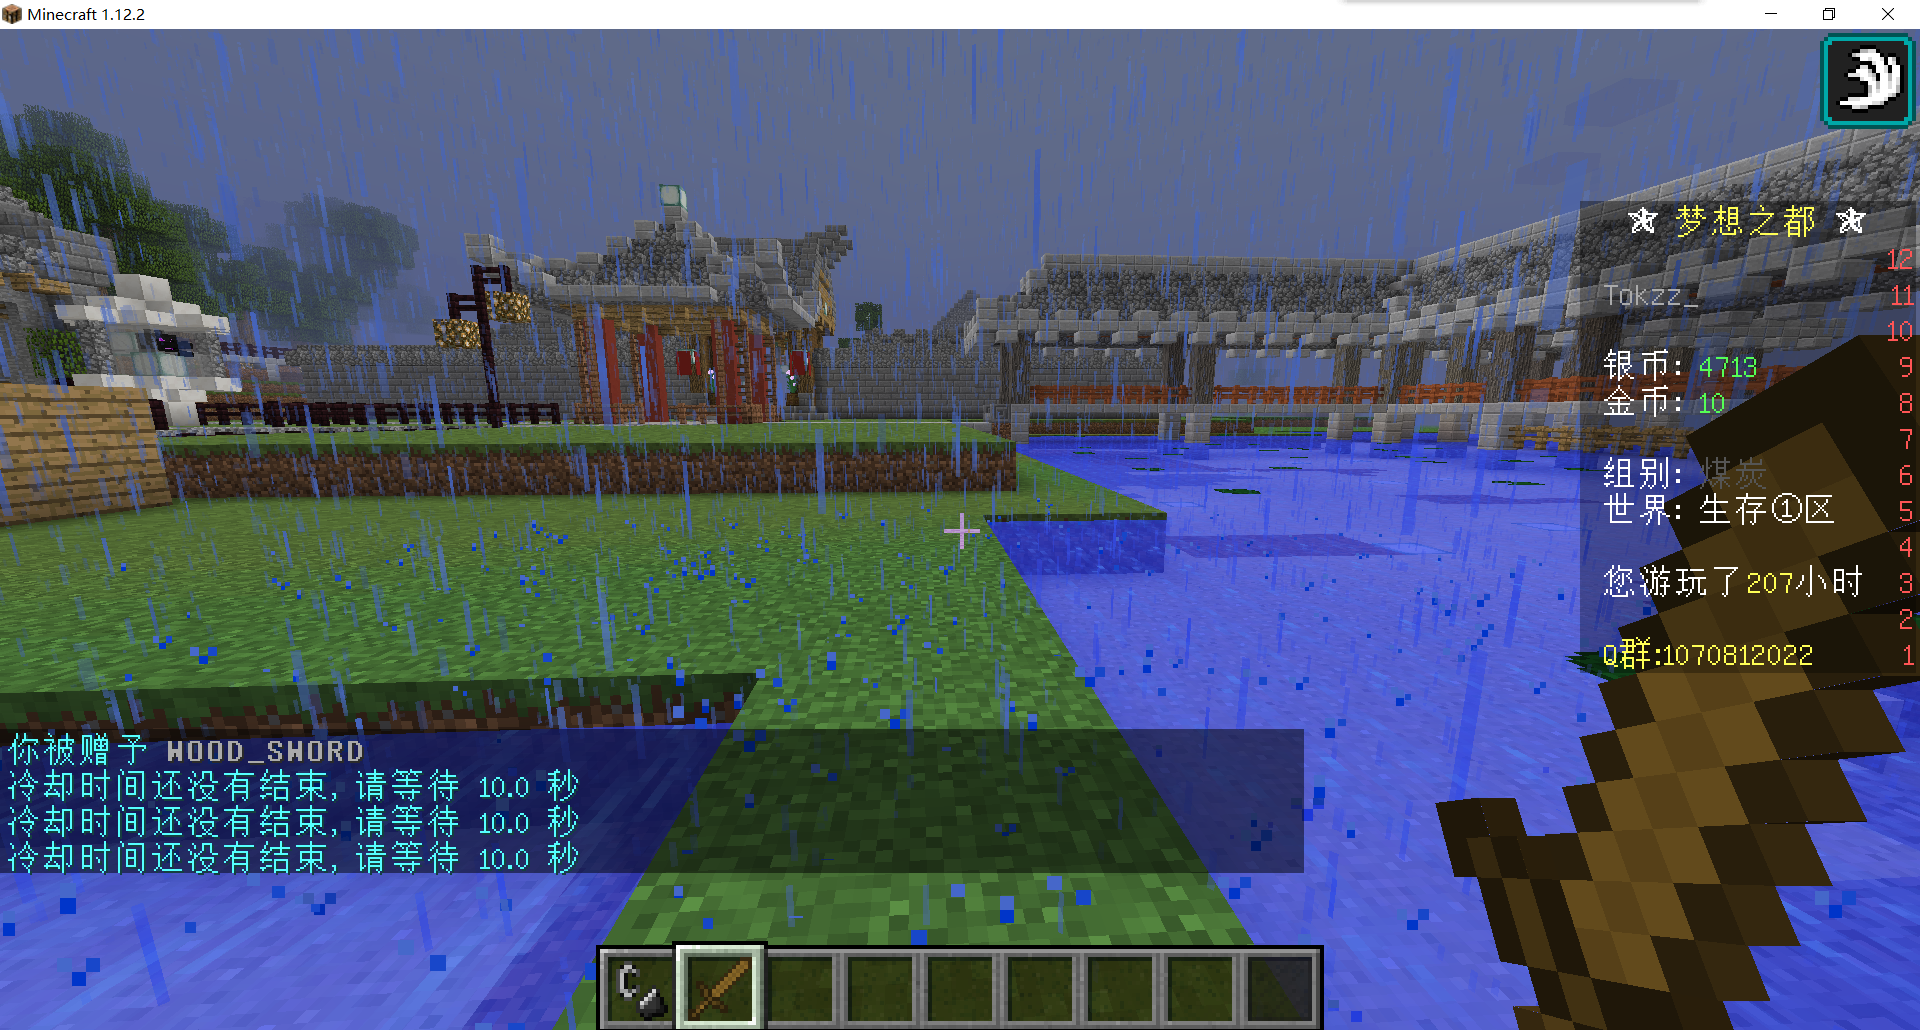 Minecraft 1.12.2
★ 梦想之都 ★
12
Tokzz_ 11
10
银币: 4713 9
金币: 10 8
7
组别: 煤炭 6
世界: 生存①区 5
4
您游玩了207小时 3
2
Q群:1070812022 1
你被赠予 WOOD_SWORD
冷却时间还没有结束, 请等待 10.0 秒
冷却时间还没有结束, 请等待 10.0 秒
冷却时间还没有结束, 请等待 10.0 秒